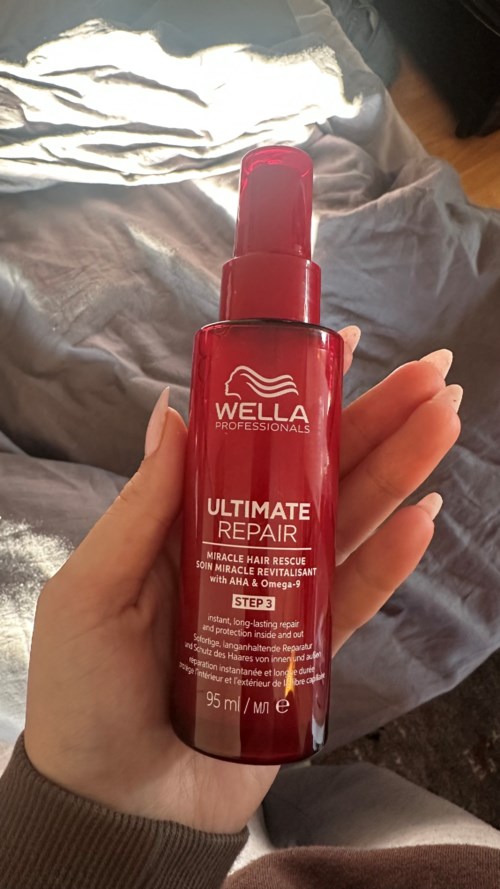 WELLA
PROFESSIONALS
ULTIMATE
REPAIR
MIRACLE HAIR RESCUE
SOIN MIRACLE REVITALISANT
with AHA & Omega-9
STEP 3
instant, long-lasting repair
and protection inside and out
Sofortige, langanhaltende Reparatur
und Schutz des Haares von innen und außen
réparation instantanée et longue durée
protège l'intérieur et l'extérieur de la fibre capillaire
95 ml / мл e